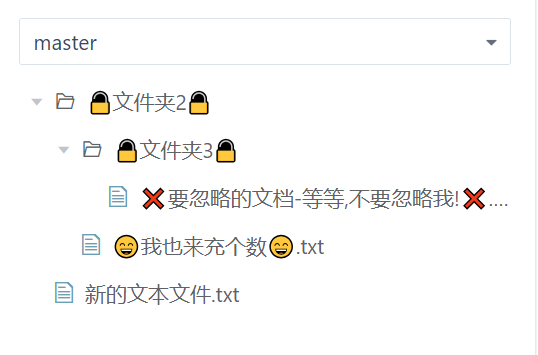 master
🔒文件夹2🔒
🔒文件夹3🔒
❌要忽略的文档-等等,不要忽略我!❌....
😄我也来充个数😄.txt
新的文本文件.txt